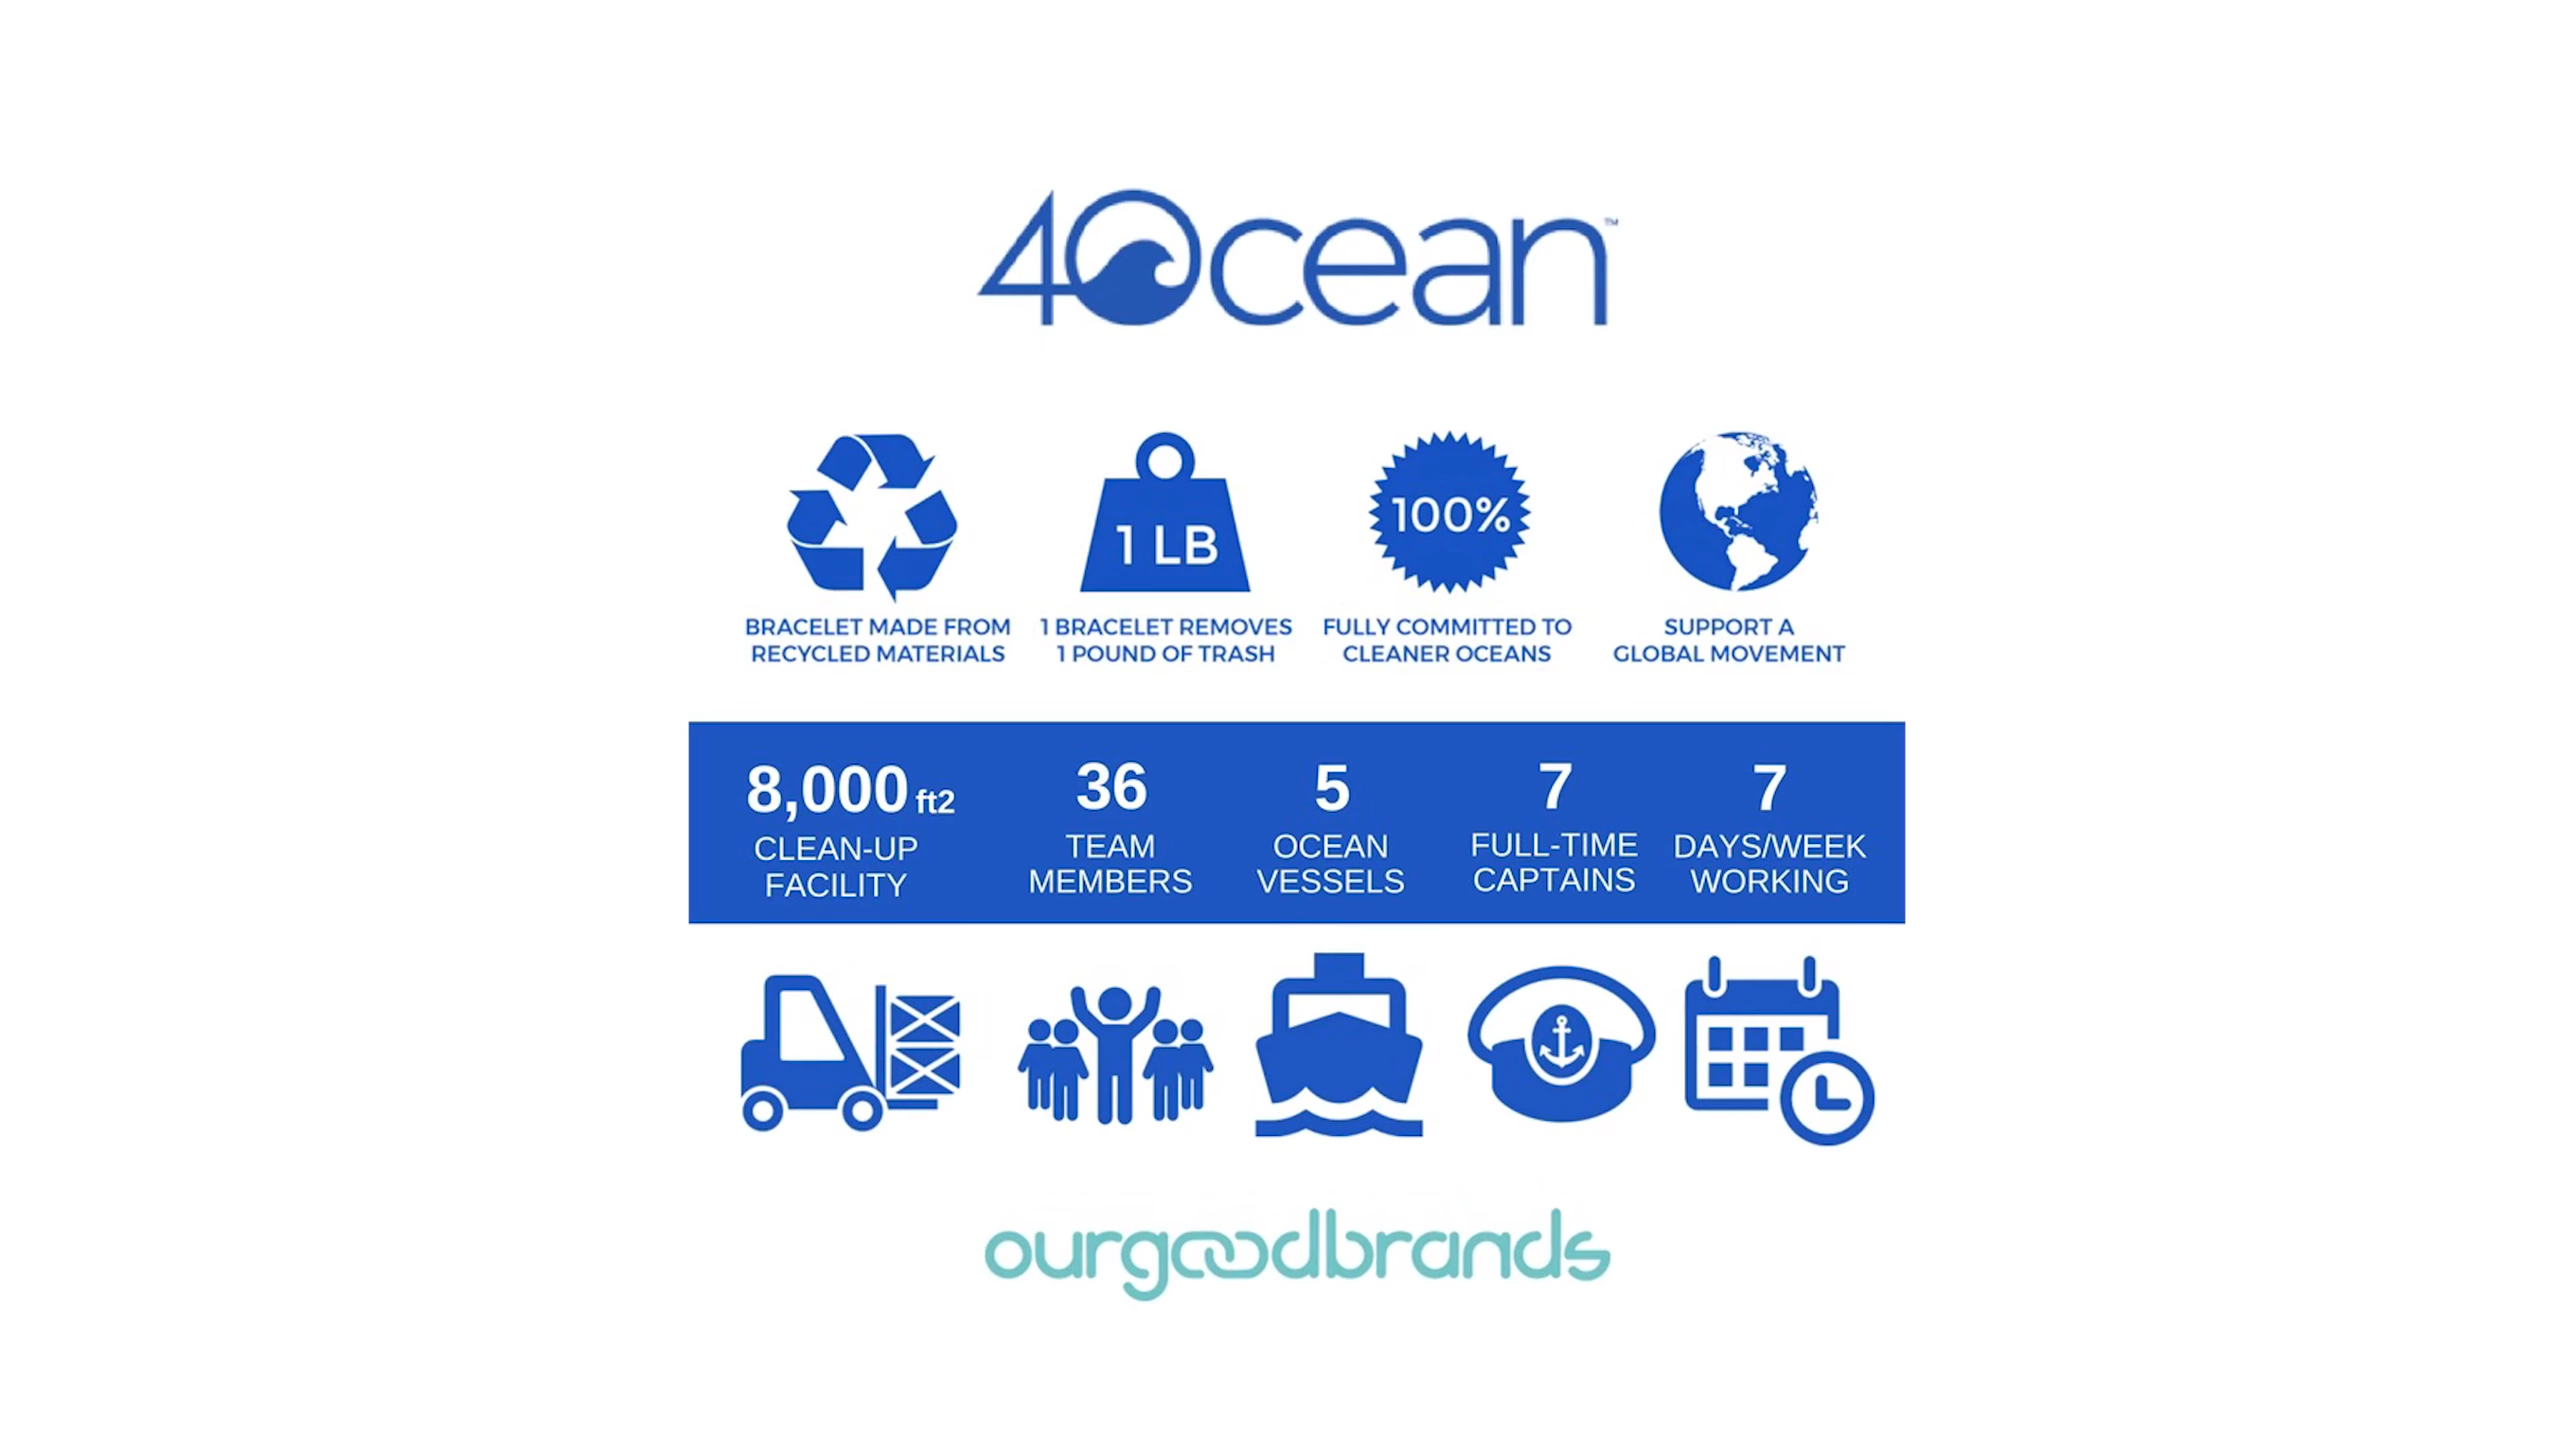 4Ocean™
1 LB
100%
BRACELET MADE FROM
RECYCLED MATERIALS
1 BRACELET REMOVES
1 POUND OF TRASH
FULLY COMMITTED TO
CLEANER OCEANS
SUPPORT A
GLOBAL MOVEMENT
8,000 ft2
CLEAN-UP
FACILITY
36
TEAM
MEMBERS
5
OCEAN
VESSELS
7
FULL-TIME
CAPTAINS
7
DAYS/WEEK
WORKING
ourgoodbrands